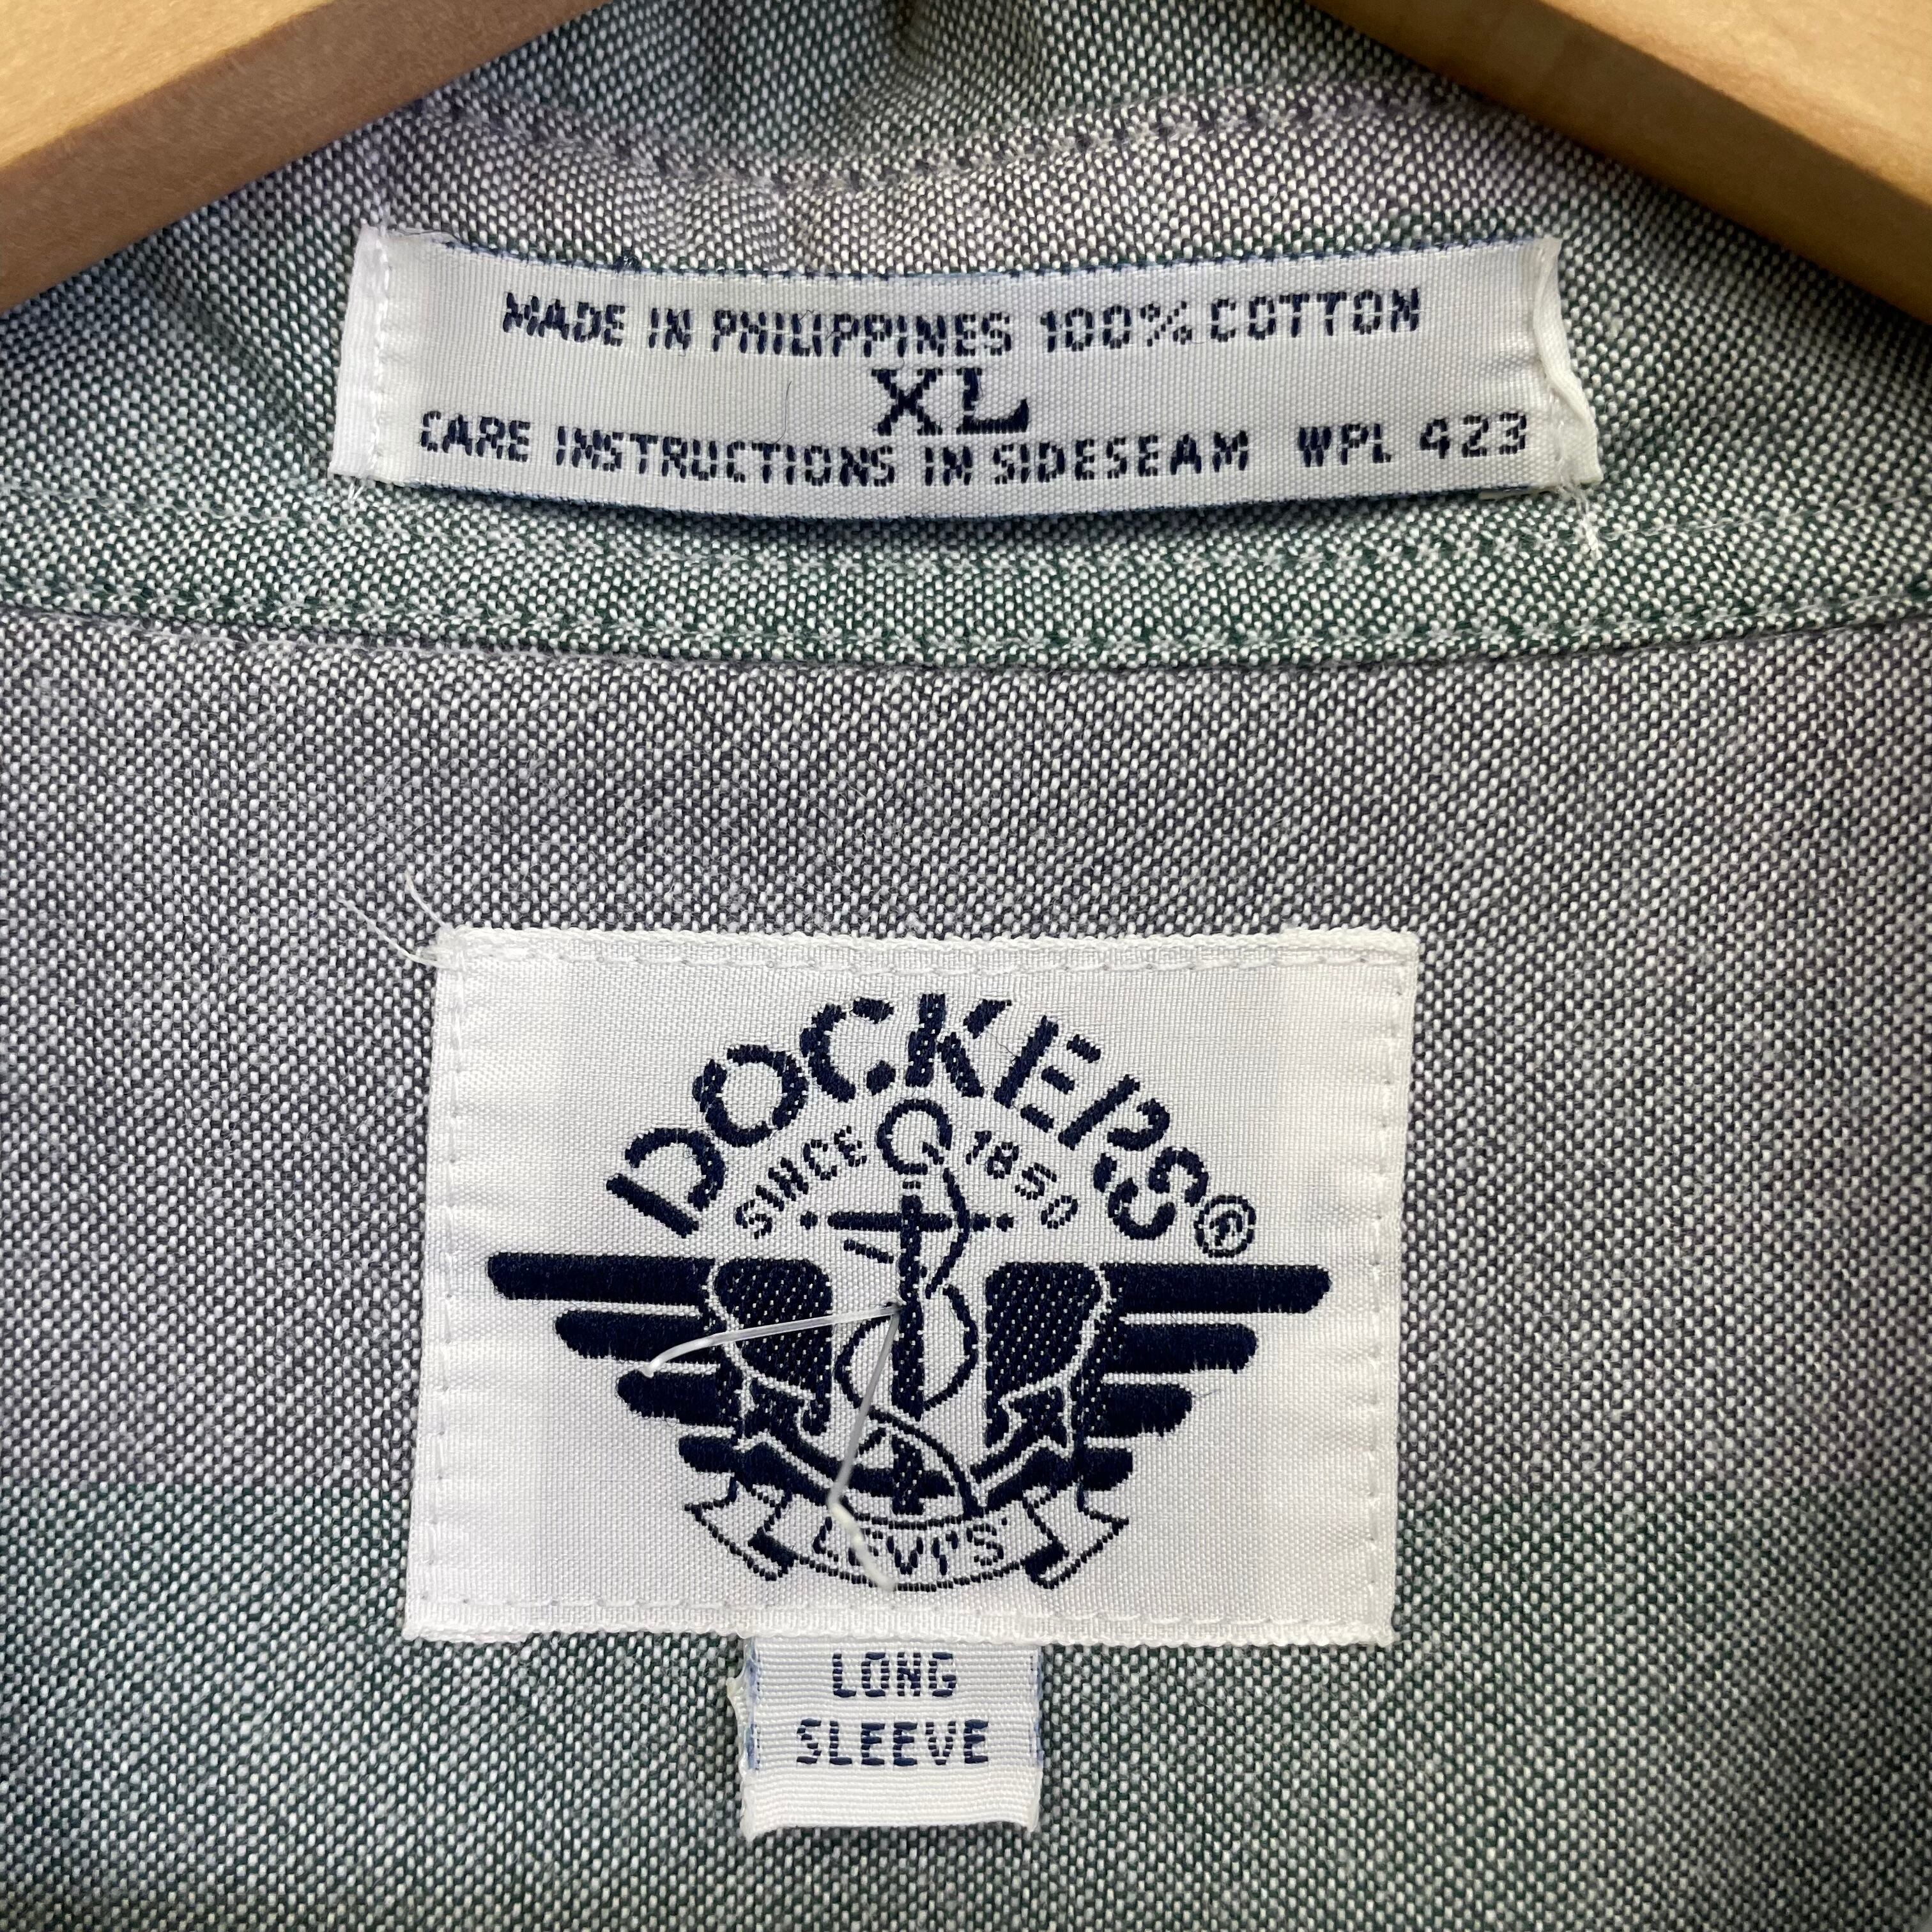 MADE IN PHILIPPINES 100% COTTON
XL
CARE INSTRUCTIONS IN SIDESEAM WPL 423
DOCKERS®
SINCE 1850
LEVI'S
LONG
SLEEVE